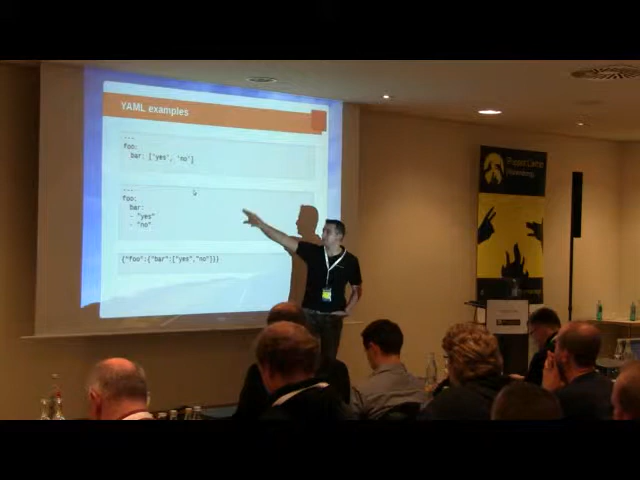 YAML examples
---
foo:
bar: ['yes', 'no']
---
foo:
bar:
- "yes"
- "no"
{"foo":{"bar":["yes","no"]}}